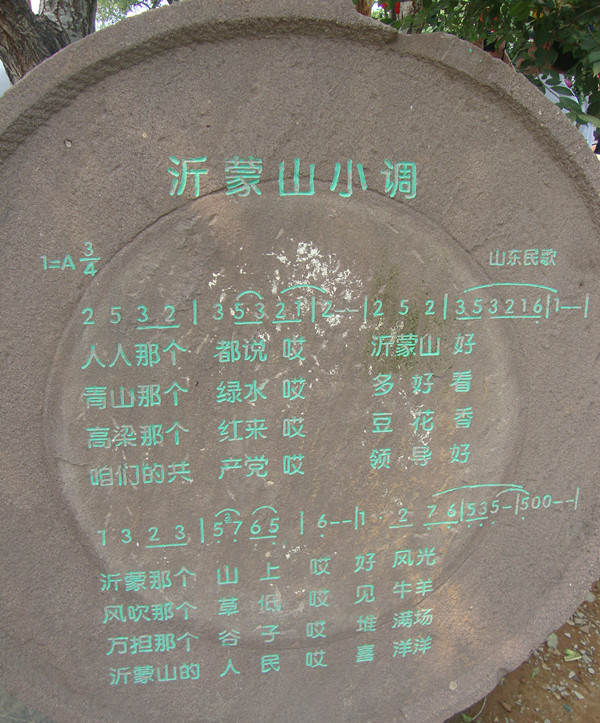 沂蒙山小调
1=A 3/4
山东民歌
2 5 3 2 | 3 5 3 2 1 | 2 - - | 2 5 2 | 3 5 3 2 1 6 | 1 - - |
人人那个 都说 哎 沂蒙山 好
青山那个 绿水 哎 多 好 看
高梁那个 红来 哎 豆 花 香
咱们的共 产党 哎 领 导 好
1 3 2 3 | 5 2 7 6 5 | 6 - - | 1 2 7 6 | 5 3 5 - | 5 0 0 - - |
沂蒙那个 山 上 哎 好 风光
风吹那个 草 低 哎 见 牛羊
万担那个 谷 子 哎 堆 满场
沂蒙山的 人 民 哎 喜 洋洋